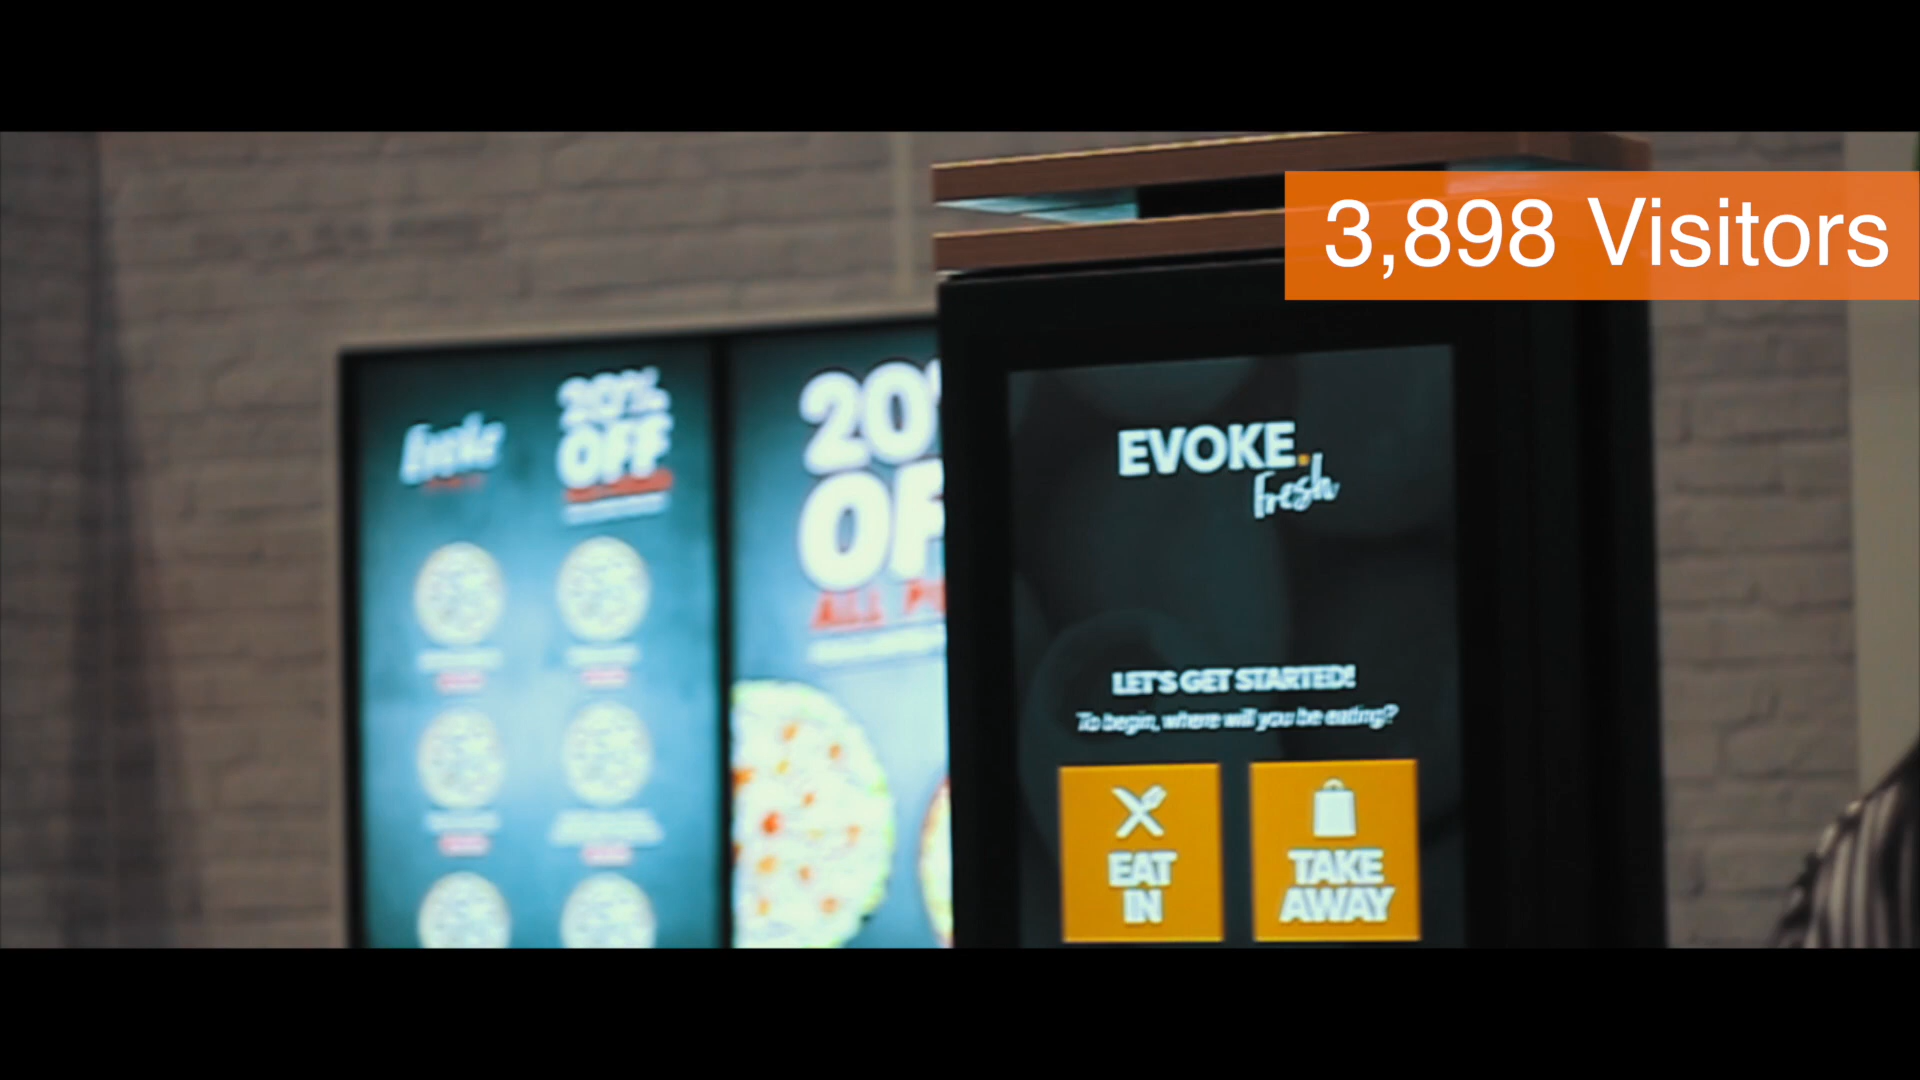 3,898 Visitors
Evoke
20%
OFF
20
OF
ALL
EVOKE.
Fresh
LET'S GET STARTED!
To begin, where will you be eating?
EAT
IN
TAKE
AWAY